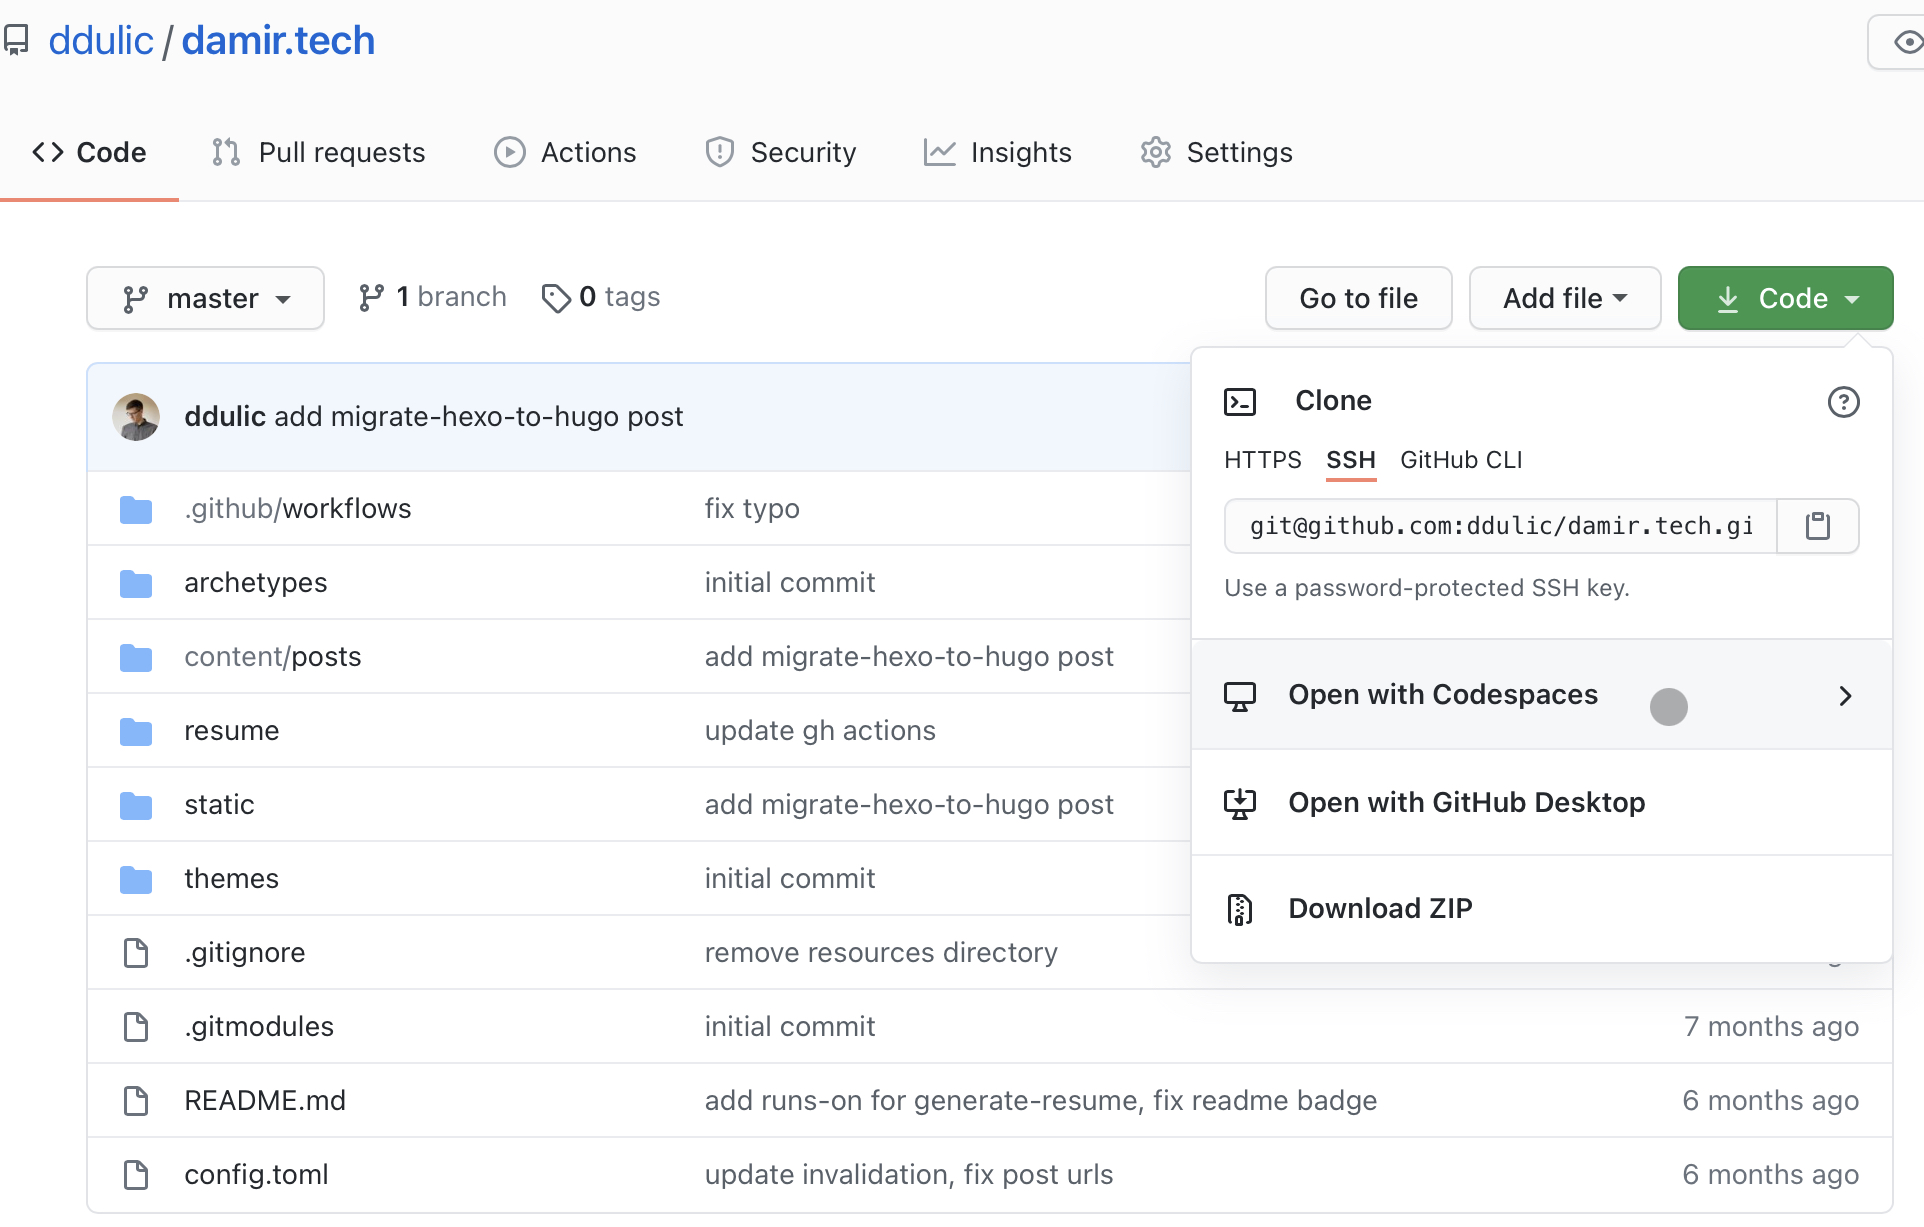 ddulic / damir.tech
Code Pull requests Actions Security Insights Settings
master 1 branch 0 tags Go to file Add file Code
ddulic add migrate-hexo-to-hugo post
.github/workflows fix typo
archetypes initial commit
content/posts add migrate-hexo-to-hugo post
resume update gh actions
static add migrate-hexo-to-hugo post
themes initial commit
.gitignore remove resources directory
.gitmodules initial commit 7 months ago
README.md add runs-on for generate-resume, fix readme badge 6 months ago
config.toml update invalidation, fix post urls 6 months ago
Clone
HTTPS SSH GitHub CLI
git@github.com:ddulic/damir.tech.gi
Use a password-protected SSH key.
Open with Codespaces
Open with GitHub Desktop
Download ZIP